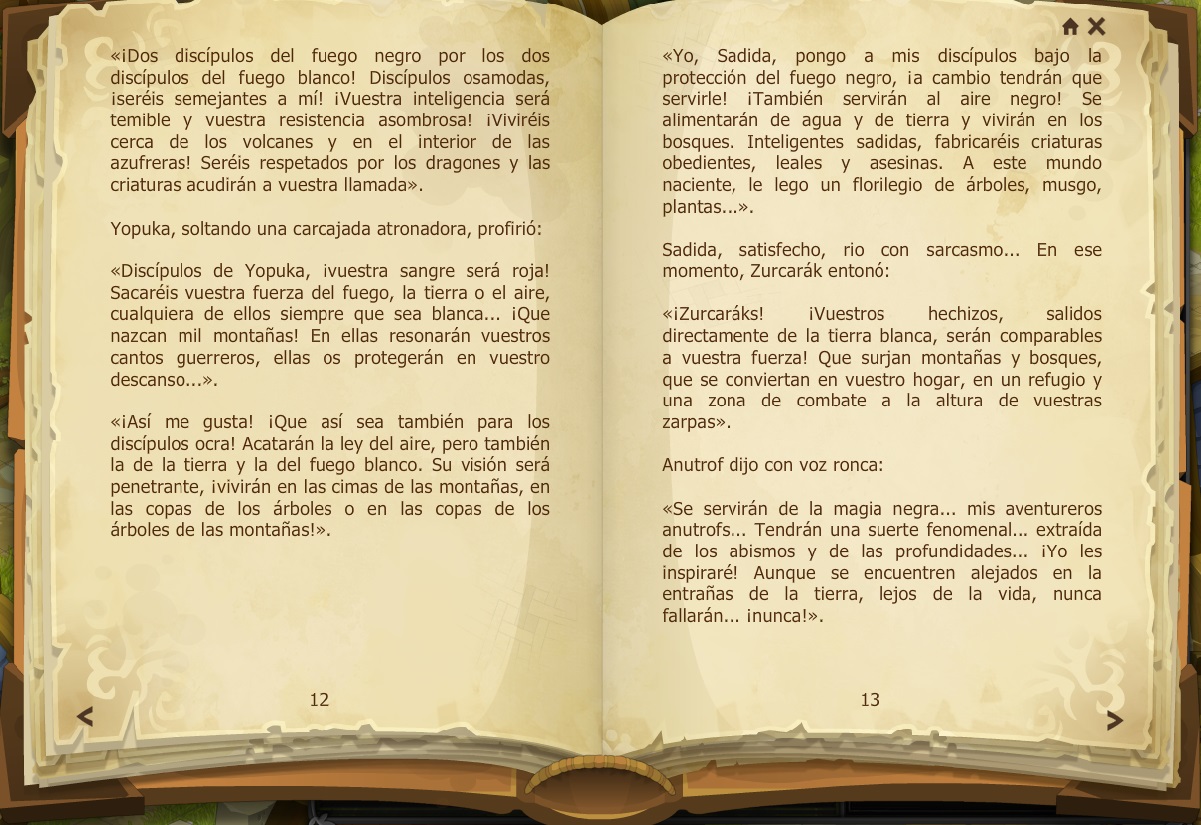 «¡Dos discípulos del fuego negro por los dos
discípulos del fuego blanco! Discípulos osamodas,
¡seréis semejantes a mí! ¡Vuestra inteligencia será
temible y vuestra resistencia asombrosa! ¡Viviréis
cerca de los volcanes y en el interior de las
azufreras! Seréis respetados por los dragones y las
criaturas acudirán a vuestra llamada».
Yopuka, soltando una carcajada atronadora, profirió:
«Discípulos de Yopuka, ¡vuestra sangre será roja!
Sacaréis vuestra fuerza del fuego, la tierra o el aire,
cualquiera de ellos siempre que sea blanca... ¡Que
nazcan mil montañas! En ellas resonarán vuestros
cantos guerreros, ellas os protegerán en vuestro
descanso...».
«¡Así me gusta! ¡Que así sea también para los
discípulos ocra! Acatarán la ley del aire, pero también
la de la tierra y la del fuego blanco. Su visión será
penetrante, ¡vivirán en las cimas de las montañas, en
las copas de los árboles o en las copas de los
árboles de las montañas!».
12
«Yo, Sadida, pongo a mis discípulos bajo la
protección del fuego negro, ¡a cambio tendrán que
servirle! ¡También servirán al aire negro! Se
alimentarán de agua y de tierra y vivirán en los
bosques. Inteligentes sadidas, fabricaréis criaturas
obedientes, leales y asesinas. A este mundo
naciente, le lego un florilegio de árboles, musgo,
plantas...».
Sadida, satisfecho, rio con sarcasmo... En ese
momento, Zurcarák entonó:
«¡Zurcaráks! ¡Vuestros hechizos, salidos
directamente de la tierra blanca, serán comparables
a vuestra fuerza! Que surjan montañas y bosques,
que se conviertan en vuestro hogar, en un refugio y
una zona de combate a la altura de vuestras
zarpas».
Anutrof dijo con voz ronca:
«Se servirán de la magia negra... mis aventureros
anutrofs... Tendrán una suerte fenomenal... extraída
de los abismos y de las profundidades... ¡Yo les
inspiraré! Aunque se encuentren alejados en la
entrañas de la tierra, lejos de la vida, nunca
fallarán... ¡nunca!».
13